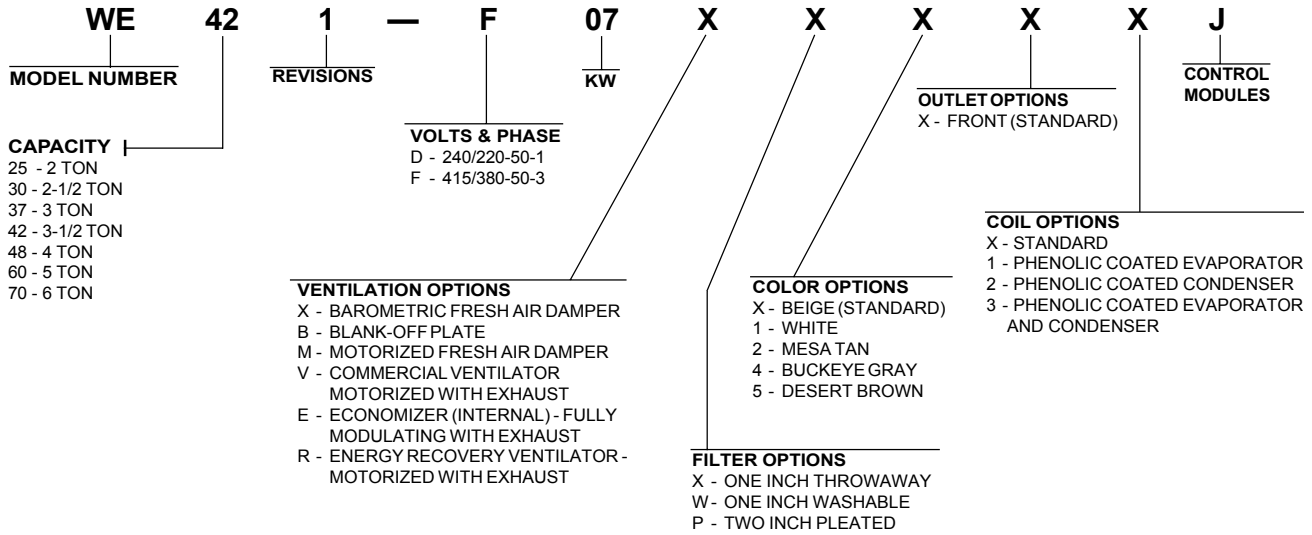 WE 42 1 — F 07 X X X X X J
MODEL NUMBER
REVISIONS
KW
CONTROL
MODULES
OUTLET OPTIONS
X - FRONT (STANDARD)
VOLTS & PHASE
D - 240/220-50-1
F - 415/380-50-3
CAPACITY
25 - 2 TON
30 - 2-1/2 TON
37 - 3 TON
42 - 3-1/2 TON
48 - 4 TON
60 - 5 TON
70 - 6 TON
COIL OPTIONS
X - STANDARD
1 - PHENOLIC COATED EVAPORATOR
2 - PHENOLIC COATED CONDENSER
3 - PHENOLIC COATED EVAPORATOR
AND CONDENSER
VENTILATION OPTIONS
X - BAROMETRIC FRESH AIR DAMPER
B - BLANK-OFF PLATE
M - MOTORIZED FRESH AIR DAMPER
V - COMMERCIAL VENTILATOR
MOTORIZED WITH EXHAUST
E - ECONOMIZER (INTERNAL) - FULLY
MODULATING WITH EXHAUST
R - ENERGY RECOVERY VENTILATOR -
MOTORIZED WITH EXHAUST
COLOR OPTIONS
X - BEIGE (STANDARD)
1 - WHITE
2 - MESA TAN
4 - BUCKEYE GRAY
5 - DESERT BROWN
FILTER OPTIONS
X - ONE INCH THROWAWAY
W - ONE INCH WASHABLE
P - TWO INCH PLEATED